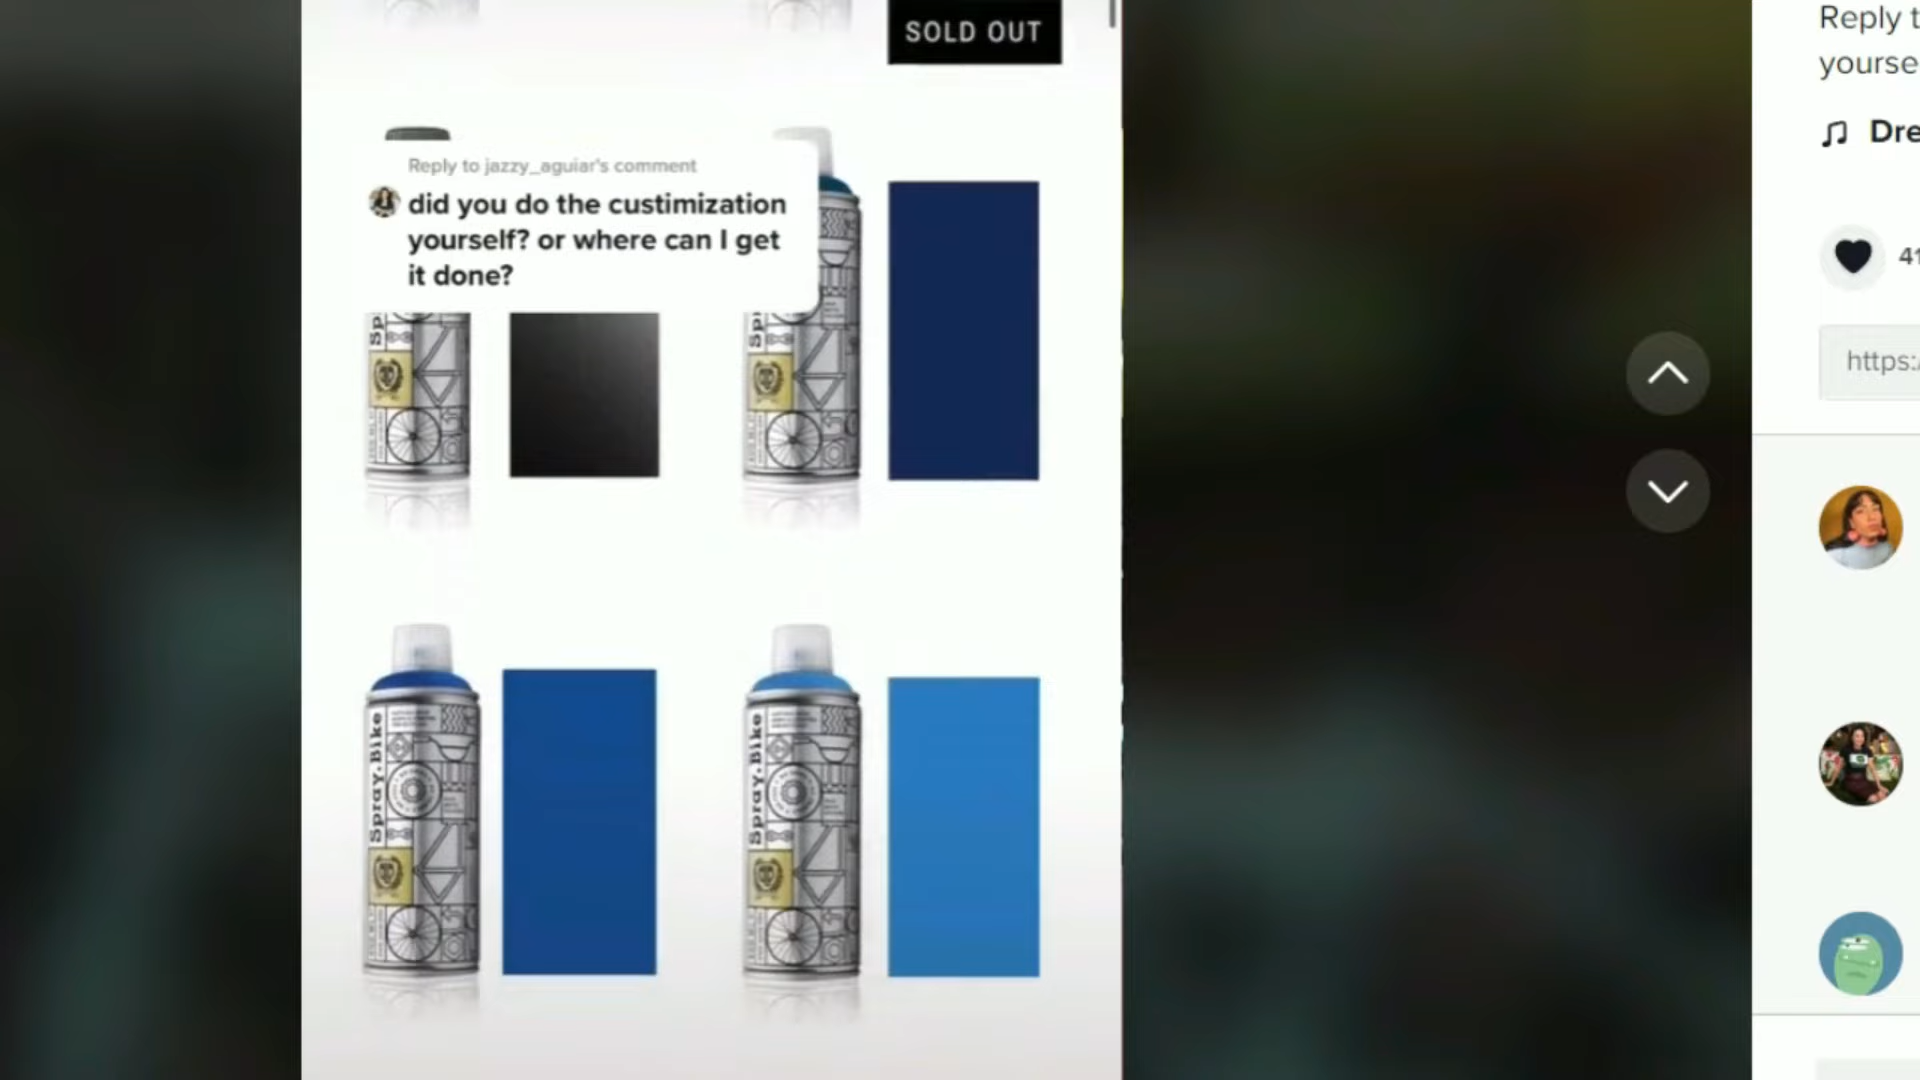 SOLD OUT
Reply to jazzy_aguiar's comment
did you do the custimization
yourself? or where can I get
it done?
Spray.Bike
Spray.Bike
Reply t
yourse
Dre
41
https:/